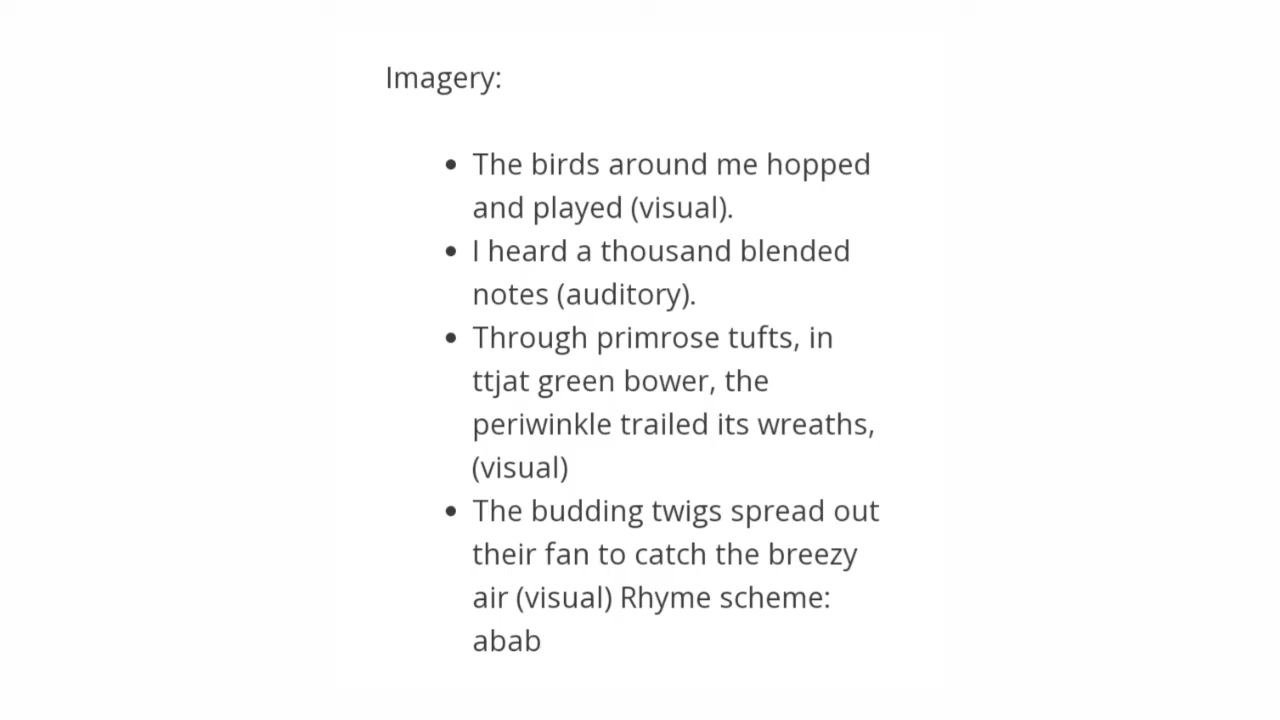 Imagery:
• The birds around me hopped
and played (visual).
• I heard a thousand blended
notes (auditory).
• Through primrose tufts, in
ttjat green bower, the
periwinkle trailed its wreaths,
(visual)
• The budding twigs spread out
their fan to catch the breezy
air (visual) Rhyme scheme:
abab